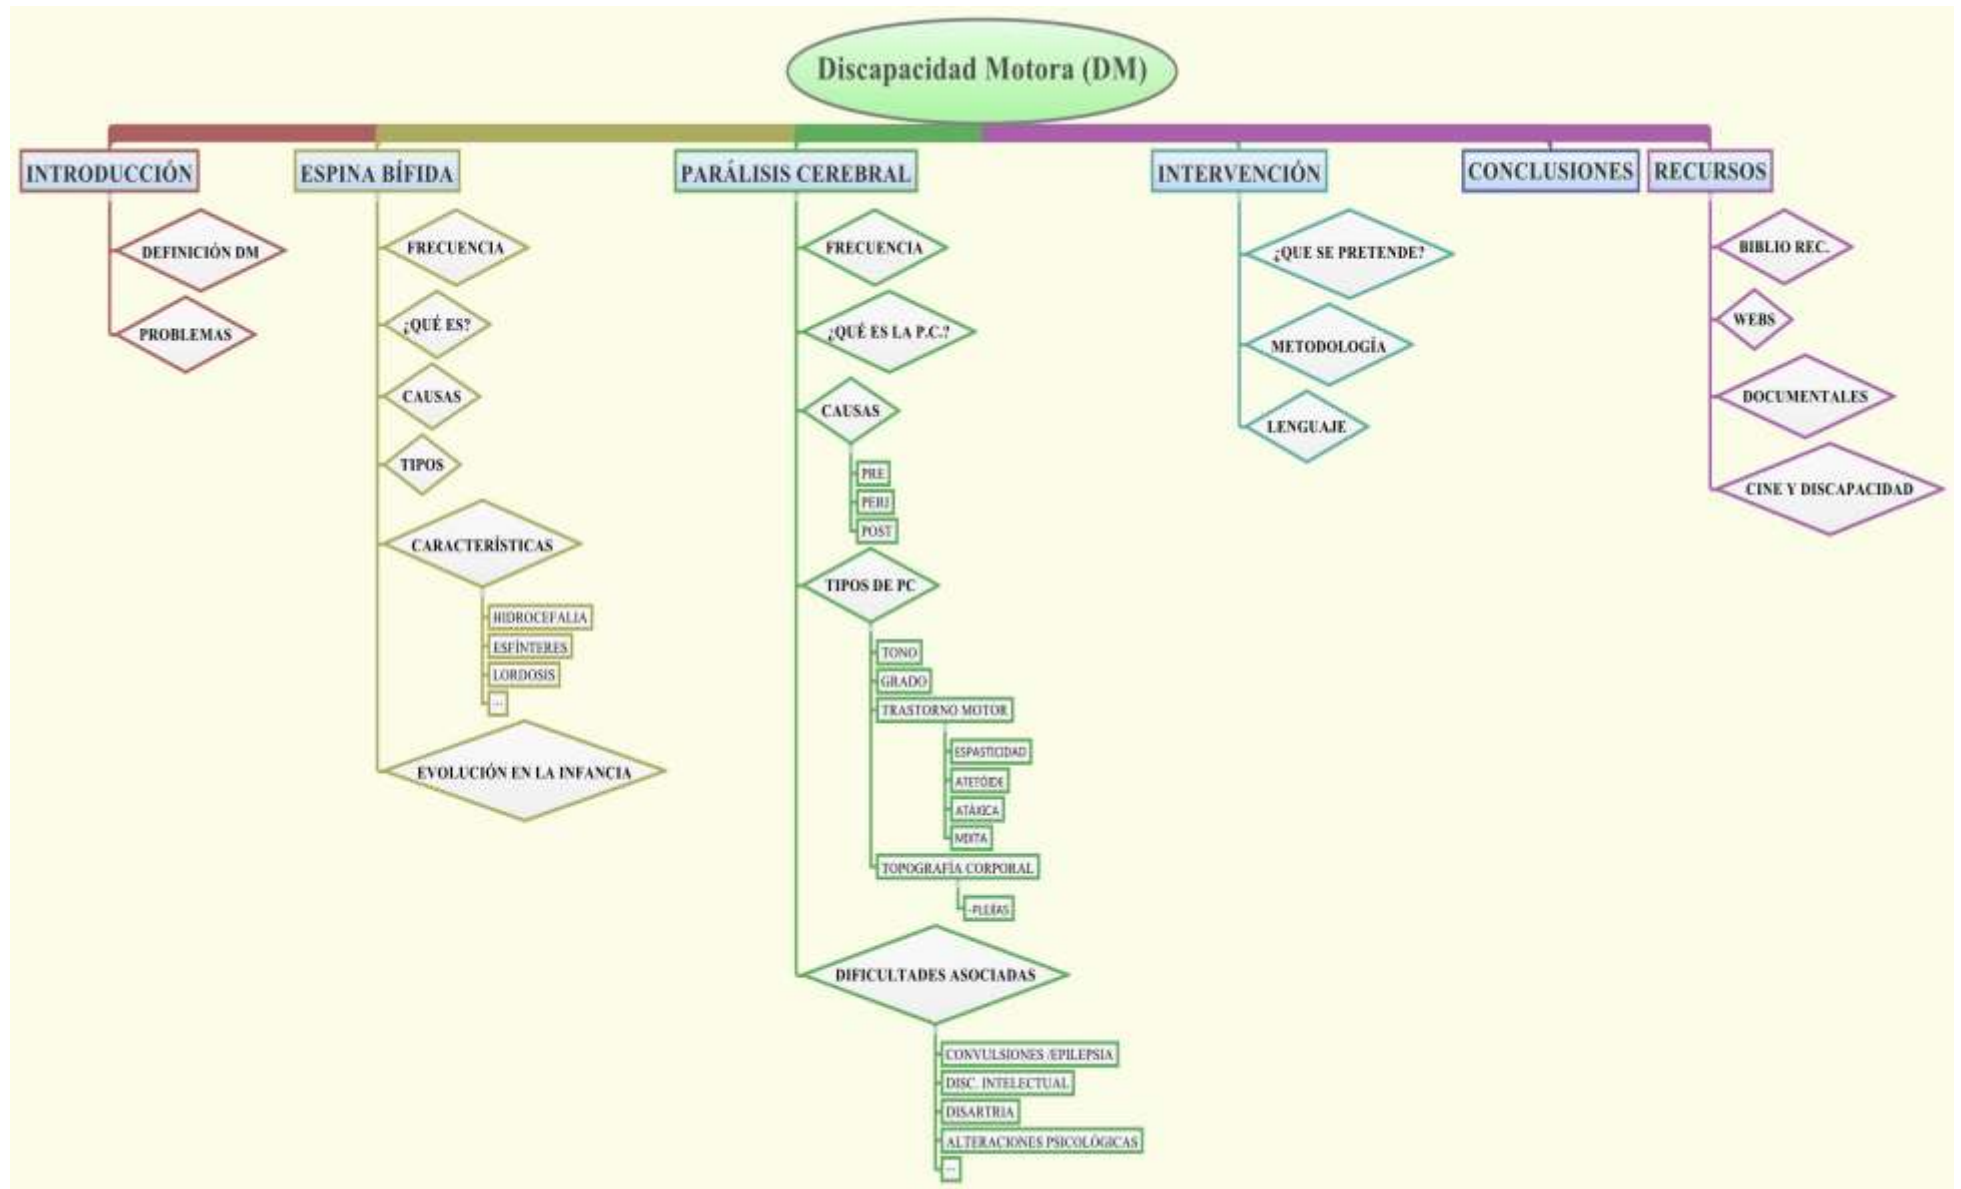 Discapacidad Motora (DM)
INTRODUCCIÓN
DEFINICIÓN DM
PROBLEMAS
ESPINA BÍFIDA
FRECUENCIA
¿QUÉ ES?
CAUSAS
TIPOS
CARACTERÍSTICAS
HIDROCEFALIA
ESFÍNTERES
LORDOSIS
...
EVOLUCIÓN EN LA INFANCIA
PARÁLISIS CEREBRAL
FRECUENCIA
¿QUÉ ES LA P.C.?
CAUSAS
PRE
PERI
POST
TIPOS DE PC
TONO
GRADO
TRASTORNO MOTOR
ESPASTICIDAD
ATETÓIDE
ATÁXICA
MIXTA
TOPOGRAFÍA CORPORAL
-PLEJÍAS
DIFICULTADES ASOCIADAS
CONVULSIONES /EPILEPSIA
DISC. INTELECTUAL
DISARTRIA
ALTERACIONES PSICOLÓGICAS
...
INTERVENCIÓN
¿QUE SE PRETENDE?
METODOLOGÍA
LENGUAJE
CONCLUSIONES
RECURSOS
BIBLIO REC.
WEBS
DOCUMENTALES
CINE Y DISCAPACIDAD